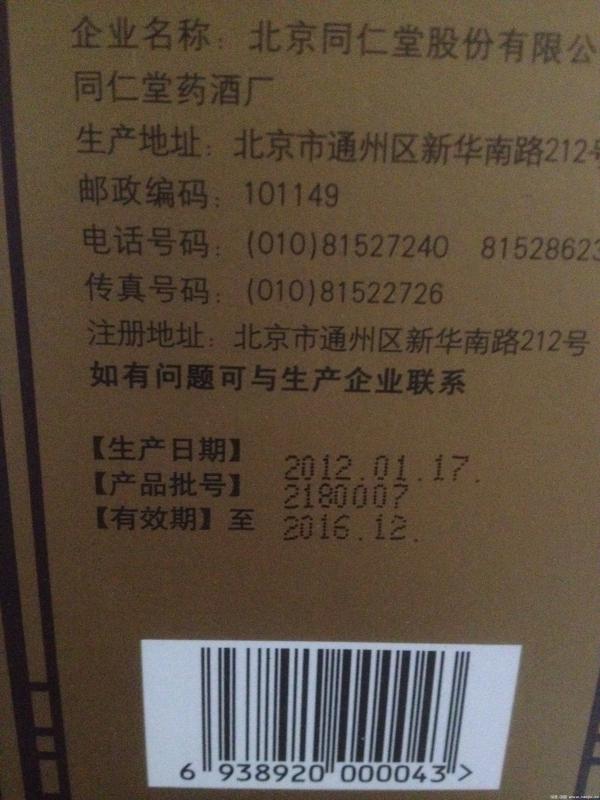 企业名称：北京同仁堂股份有限公
同仁堂药酒厂
生产地址：北京市通州区新华南路212号
邮政编码：101149
电话号码：(010)81527240 81528623
传真号码：(010)81522726
注册地址：北京市通州区新华南路212号
如有问题可与生产企业联系
【生产日期】 2012.01.17.
【产品批号】 2180007
【有效期】至 2016.12.
6 938920 000043 >